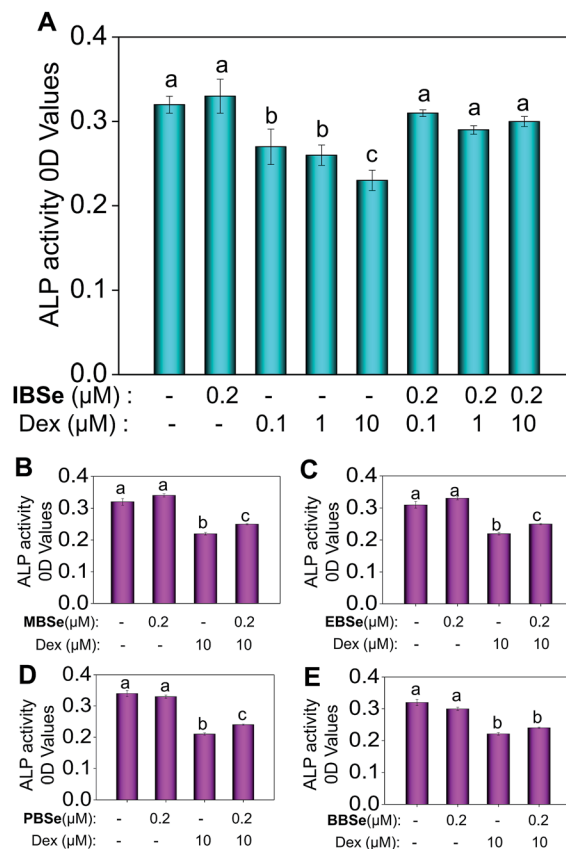 A
ALP activity 0D Values
0.4
0.3
0.2
0.1
0.0
a a b b c a a a
IBSe (μM) : - 0.2 - - - 0.2 0.2 0.2
Dex (μM) : - - 0.1 1 10 0.1 1 10
B
ALP activity
0D Values
0.4
0.3
0.2
0.1
0.0
a a b c
MBSe(μM): - 0.2 - 0.2
Dex (μM): - - 10 10
C
ALP activity
0D Values
0.4
0.3
0.2
0.1
0.0
a a b c
EBSe(μM): - 0.2 - 0.2
Dex (μM): - - 10 10
D
ALP activity
0D Values
0.4
0.3
0.2
0.1
0.0
a a b c
PBSe(μM): - 0.2 - 0.2
Dex (μM): - - 10 10
E
ALP activity
0D Values
0.4
0.3
0.2
0.1
0.0
a a b b
BBSe(μM): - 0.2 - 0.2
Dex (μM): - - 10 10